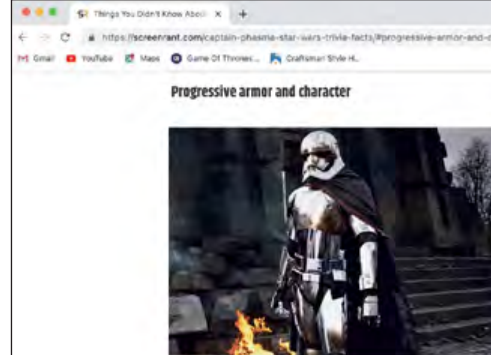 Things You Didn't Know Abou
https://screenrant.com/captain-phasma-star-wars-trivia-facts/#progressive-armor-and-c
Gmail YouTube Maps Game Of Thrones... Craftsman Style H...
Progressive armor and character